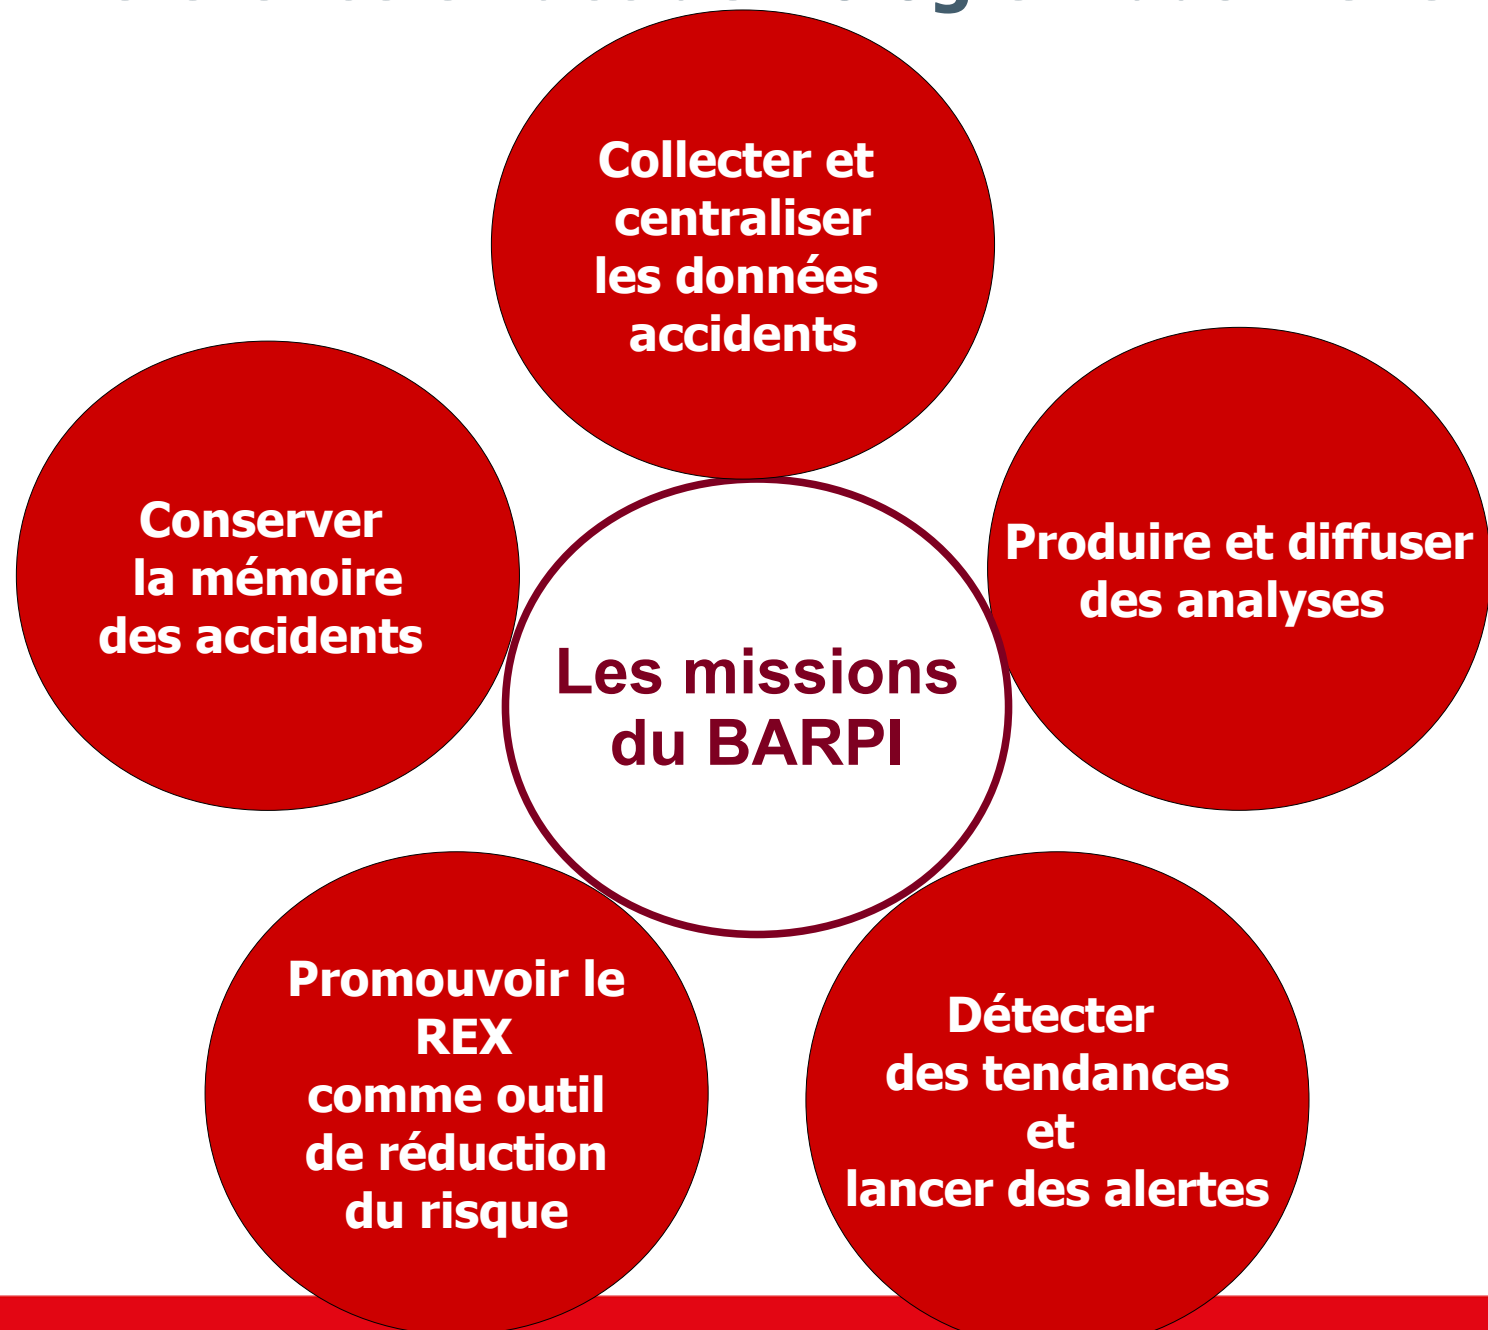 Collecter et
centraliser
les données
accidents
Conserver
la mémoire
des accidents
Produire et diffuser
des analyses
Les missions
du BARPI
Promouvoir le
REX
comme outil
de réduction
du risque
Détecter
des tendances
et
lancer des alertes